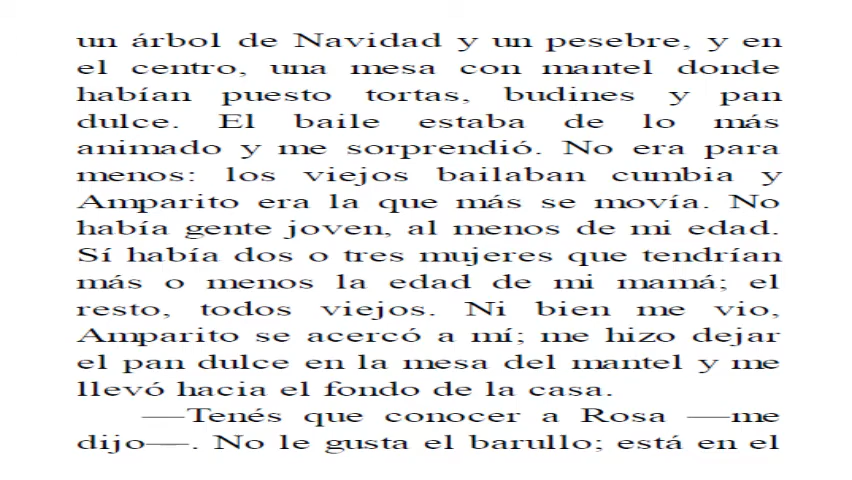 un árbol de Navidad y un pesebre, y en
el centro, una mesa con mantel donde
habían puesto tortas, budines y pan
dulce. El baile estaba de lo más
animado y me sorprendió. No era para
menos: los viejos bailaban cumbia y
Amparito era la que más se movía. No
había gente joven, al menos de mi edad.
Sí había dos o tres mujeres que tendrían
más o menos la edad de mi mamá; el
resto, todos viejos. Ni bien me vio,
Amparito se acercó a mí; me hizo dejar
el pan dulce en la mesa del mantel y me
llevó hacia el fondo de la casa.
—Tenés que conocer a Rosa —me
dijo—. No le gusta el barullo; está en el